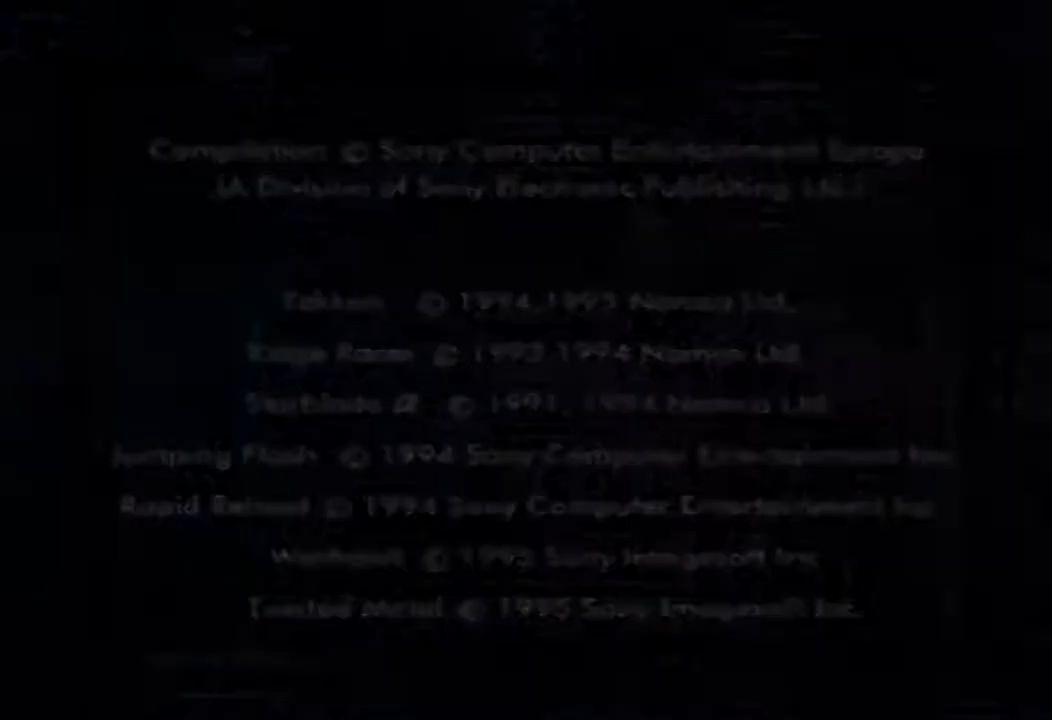 Compilation © Sony Computer Entertainment Europe
(A Division of Sony Electronic Publishing Ltd.)
Tekken © 1994, 1995 Namco Ltd.
Ridge Racer © 1993 1994 Namco Ltd.
Starblade α © 1991, 1994 Namco Ltd.
Jumping Flash © 1994 Sony Computer Entertainment Inc.
Rapid Reload © 1994 Sony Computer Entertainment Inc.
© 1995 Sony Imagesoft Inc.
Twisted Metal © 1995 Sony Imagesoft Inc.